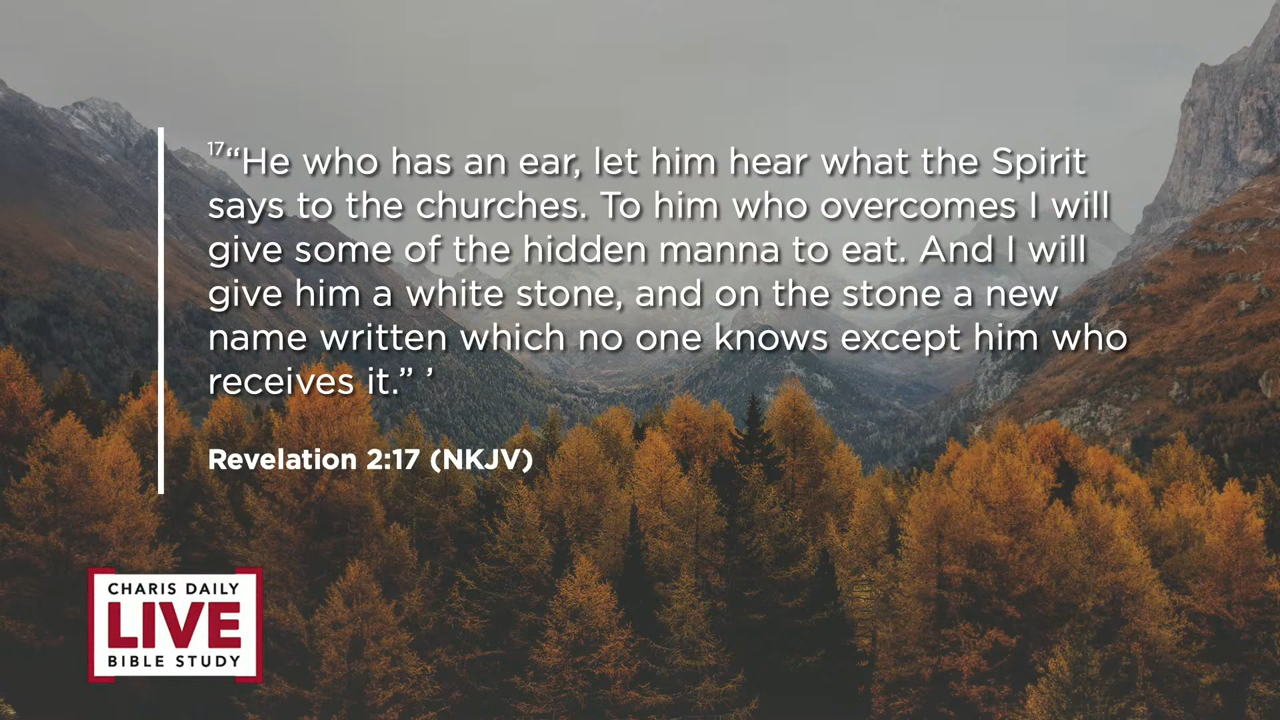 17“He who has an ear, let him hear what the Spirit
says to the churches. To him who overcomes I will
give some of the hidden manna to eat. And I will
give him a white stone, and on the stone a new
name written which no one knows except him who
receives it.” ’
Revelation 2:17 (NKJV)
CHARIS DAILY
LIVE
BIBLE STUDY